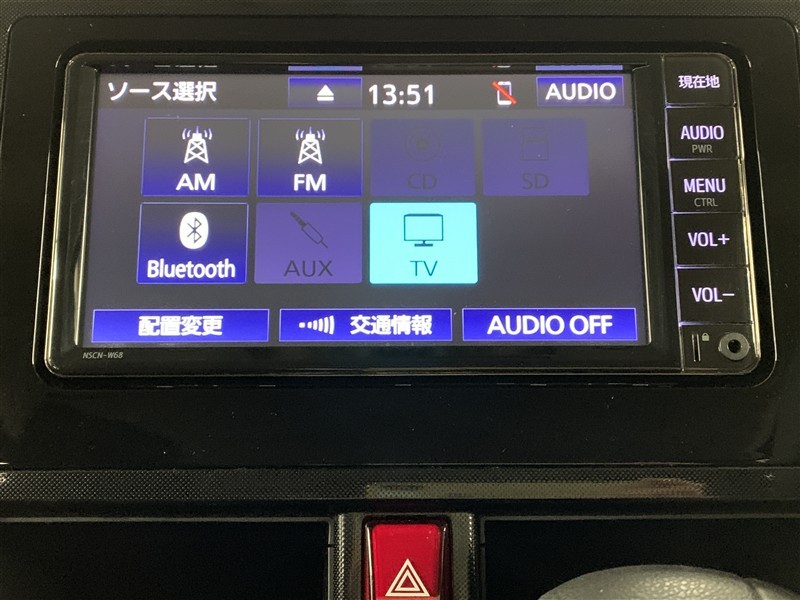 ソース選択
13:51
AUDIO
AM
FM
CD
SD
Bluetooth
AUX
TV
配置変更
交通情報
AUDIO OFF
NSCN-W68
現在地
AUDIO
PWR
MENU
CTRL
VOL+
VOL−